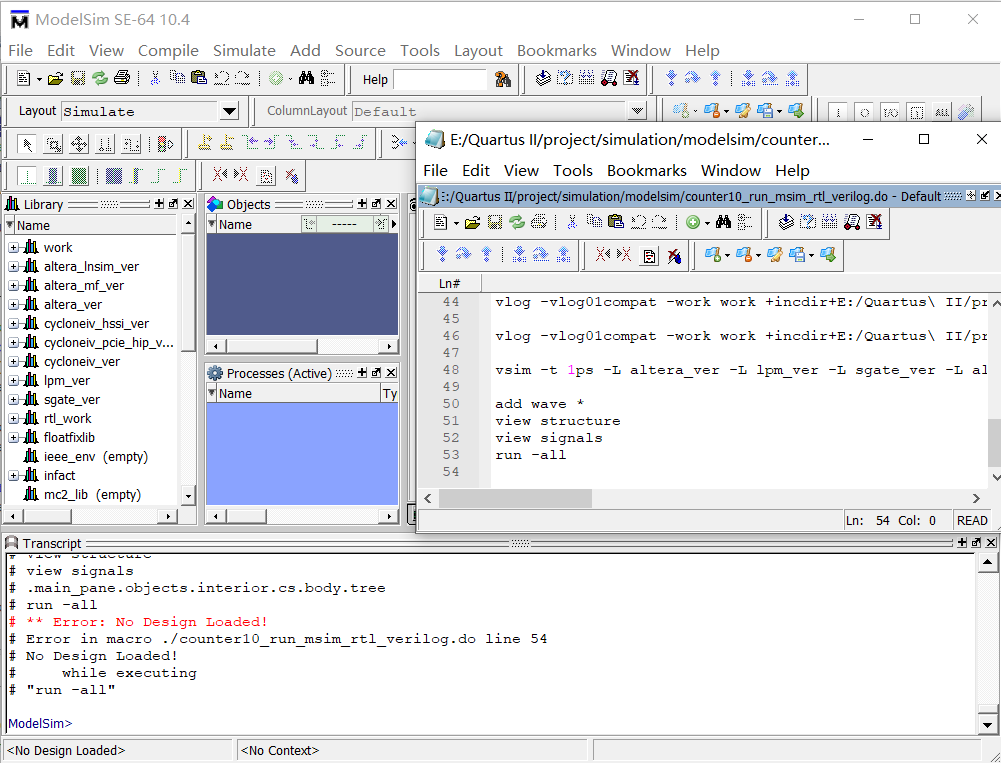 ModelSim SE-64 10.4
File Edit View Compile Simulate Add Source Tools Layout Bookmarks Window Help
Help
Layout Simulate
ColumnLayout Default
Library
Name
work
altera_lnsim_ver
altera_mf_ver
altera_ver
cycloneiv_hssi_ver
cycloneiv_pcie_hip_v...
cycloneiv_ver
lpm_ver
sgate_ver
rtl_work
floatfixlib
ieee_env (empty)
infact
mc2_lib (empty)
Objects
Name
Processes (Active)
Name Ty
E:/Quartus II/project/simulation/modelsim/counter...
File Edit View Tools Bookmarks Window Help
E:/Quartus II/project/simulation/modelsim/counter10_run_msim_rtl_verilog.do - Default
Ln#
44 vlog -vlog01compat -work work +incdir+E:/Quartus\ II/pr
45
46 vlog -vlog01compat -work work +incdir+E:/Quartus\ II/pr
47
48 vsim -t 1ps -L altera_ver -L lpm_ver -L sgate_ver -L al
49
50 add wave *
51 view structure
52 view signals
53 run -all
54
Ln: 54 Col: 0 READ
Transcript
# view structure
# view signals
# .main_pane.objects.interior.cs.body.tree
# run -all
# ** Error: No Design Loaded!
# Error in macro ./counter10_run_msim_rtl_verilog.do line 54
# No Design Loaded!
#     while executing
# "run -all"
ModelSim>
<No Design Loaded>
<No Context>